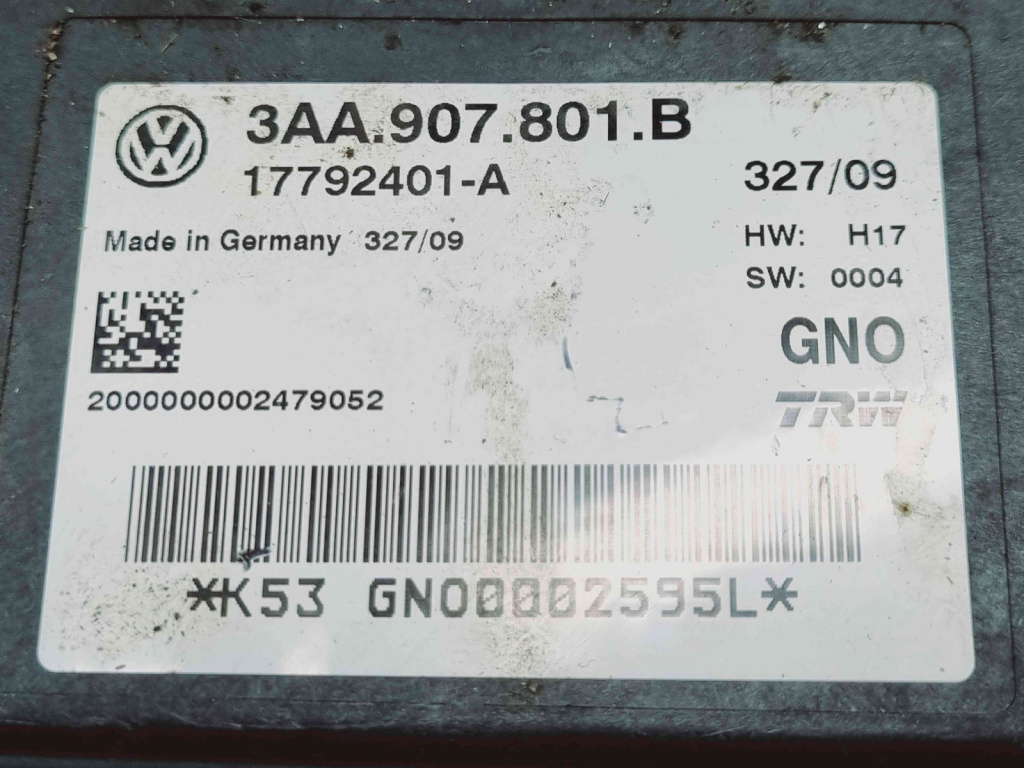 3AA.907.801.B
17792401-A
327/09
Made in Germany 327/09
HW: H17
SW: 0004
GNO
2000000002479052
TRW
*K53 GNO00002595L*